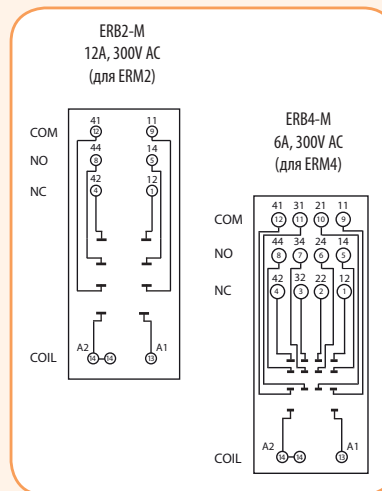 ERB2-M
12A, 300V AC
(для ERM2)
41 11
COM 12 9
44 14
NO 8 5
42 12
NC 4 1
A2 A1
COIL 14 14 13
ERB4-M
6A, 300V AC
(для ERM4)
41 31 21 11
COM 12 11 10 9
44 34 24 14
NO 8 7 6 5
42 32 22 12
NC 4 3 2 1
A2 A1
COIL 14 14 13